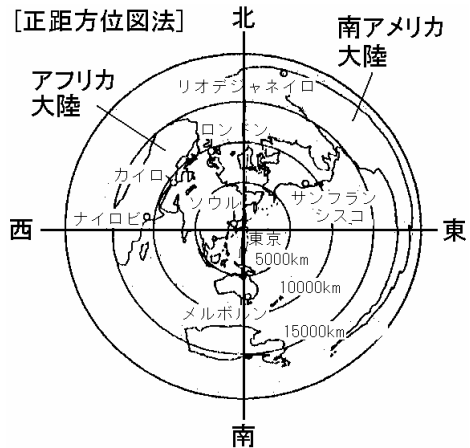 [正距方位図法]
北
南アメリカ
大陸
アフリカ
大陸
リオデジャネイロ
ロンドン
カイロ
ソウル
サンフラン
シスコ
ナイロビ
西
東
東京
5000km
10000km
メルボルン
15000km
南